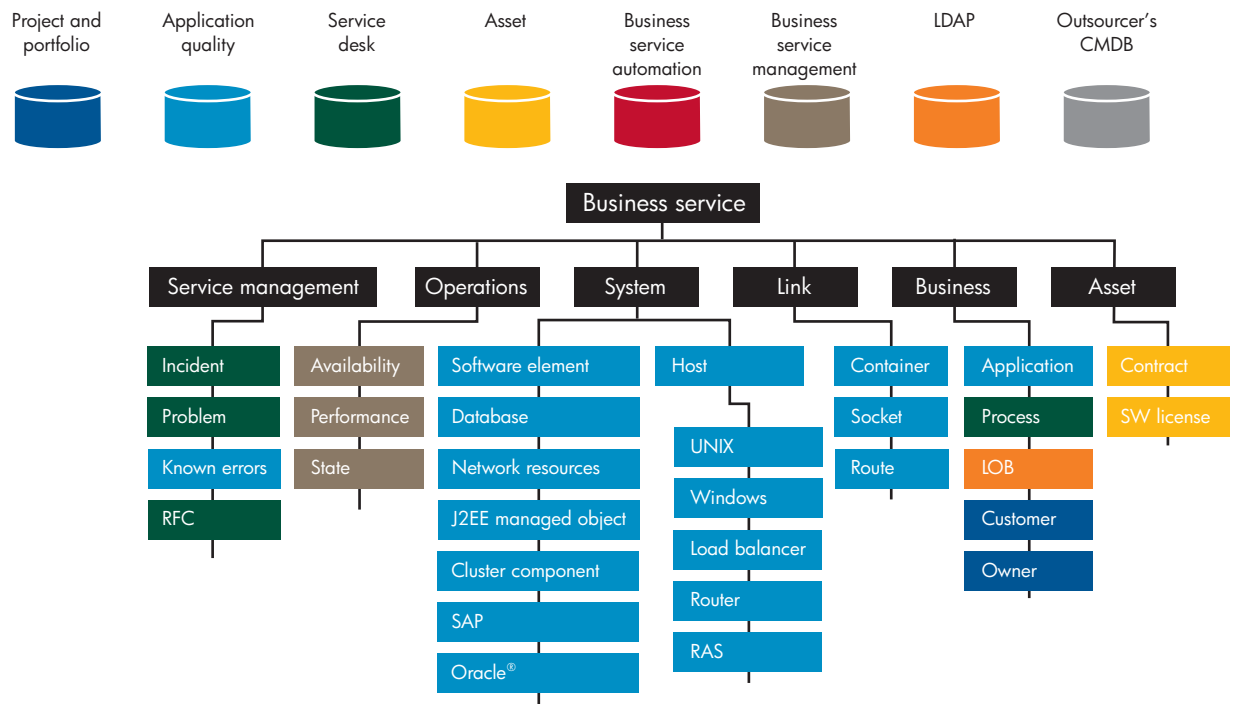 Project and
portfolio
Application
quality
Service
desk
Asset
Business
service
automation
Business
service
management
LDAP
Outsourcer's
CMDB
Business service
Service management
Operations
System
Link
Business
Asset
Incident
Problem
Known errors
RFC
Availability
Performance
State
Software element
Database
Network resources
J2EE managed object
Cluster component
SAP
Oracle®
Host
UNIX
Windows
Load balancer
Router
RAS
Container
Socket
Route
Application
Process
LOB
Customer
Owner
Contract
SW license